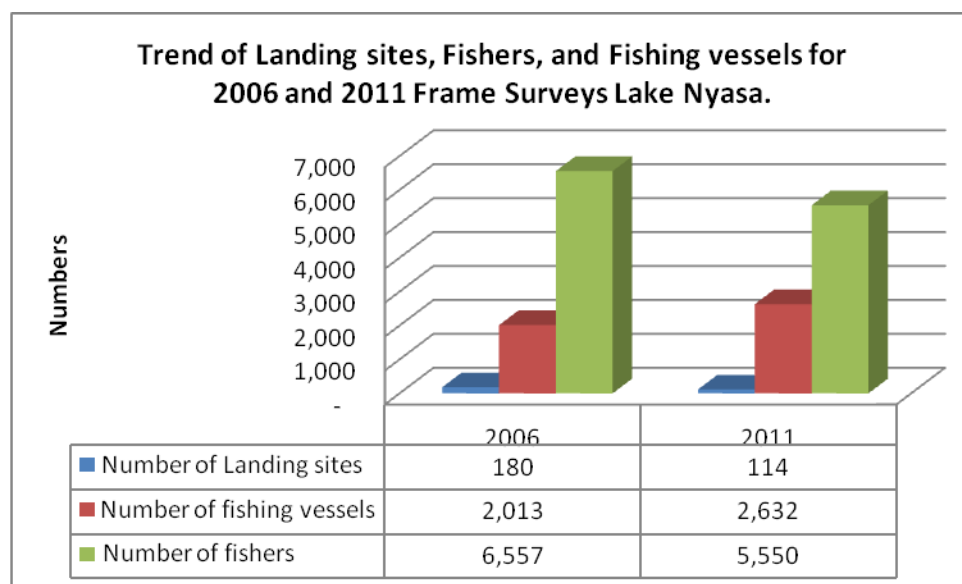 Trend of Landing sites, Fishers, and Fishing vessels for
2006 and 2011 Frame Surveys Lake Nyasa.
Numbers
7,000
6,000
5,000
4,000
3,000
2,000
1,000
-
2006 2011
Number of Landing sites 180 114
Number of fishing vessels 2,013 2,632
Number of fishers 6,557 5,550